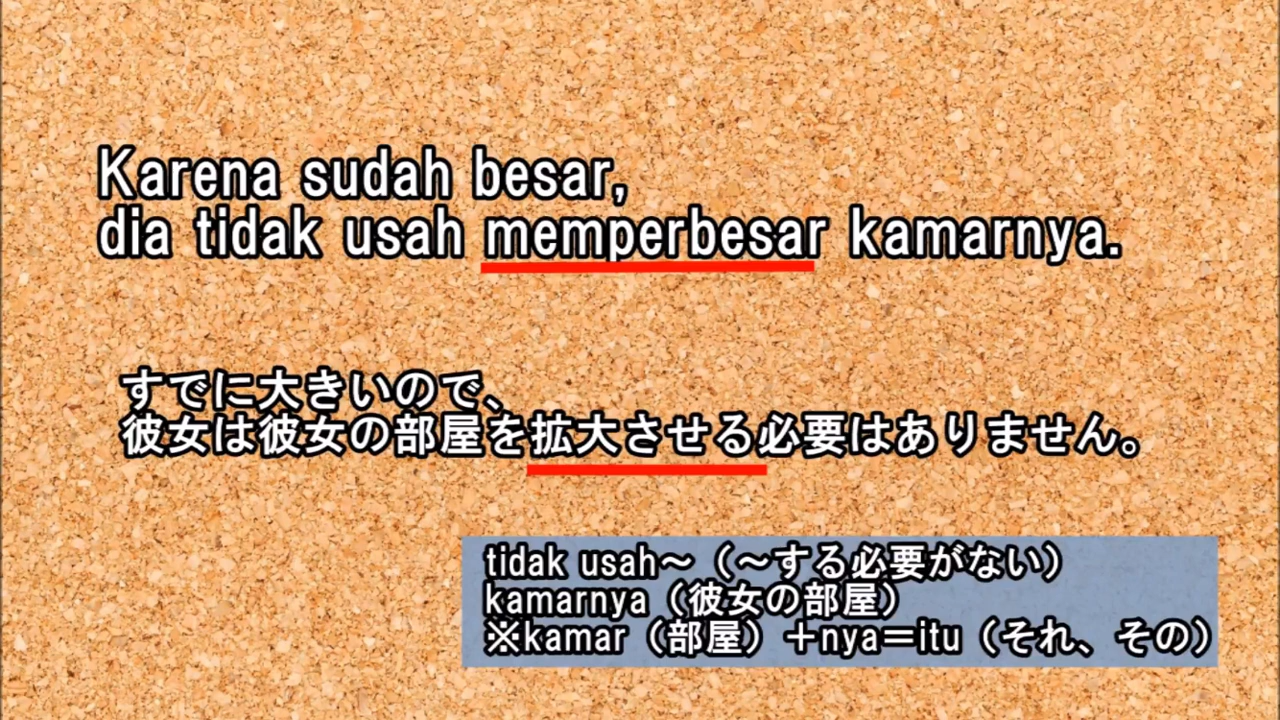 Karena sudah besar,
dia tidak usah memperbesar kamarnya.
すでに大きいので、
彼女は彼女の部屋を拡大させる必要はありません。
tidak usah～（～する必要がない）
kamarnya（彼女の部屋）
※kamar（部屋）＋nya＝itu（それ、その）